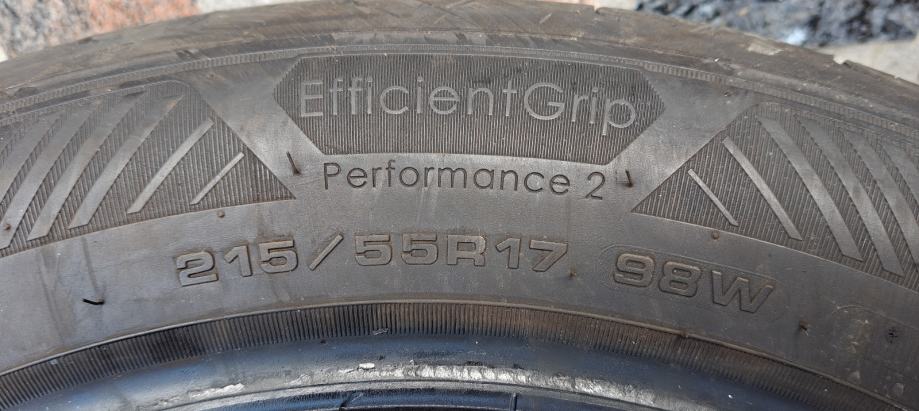 EfficientGrip
Performance 2
215/55R17 98W